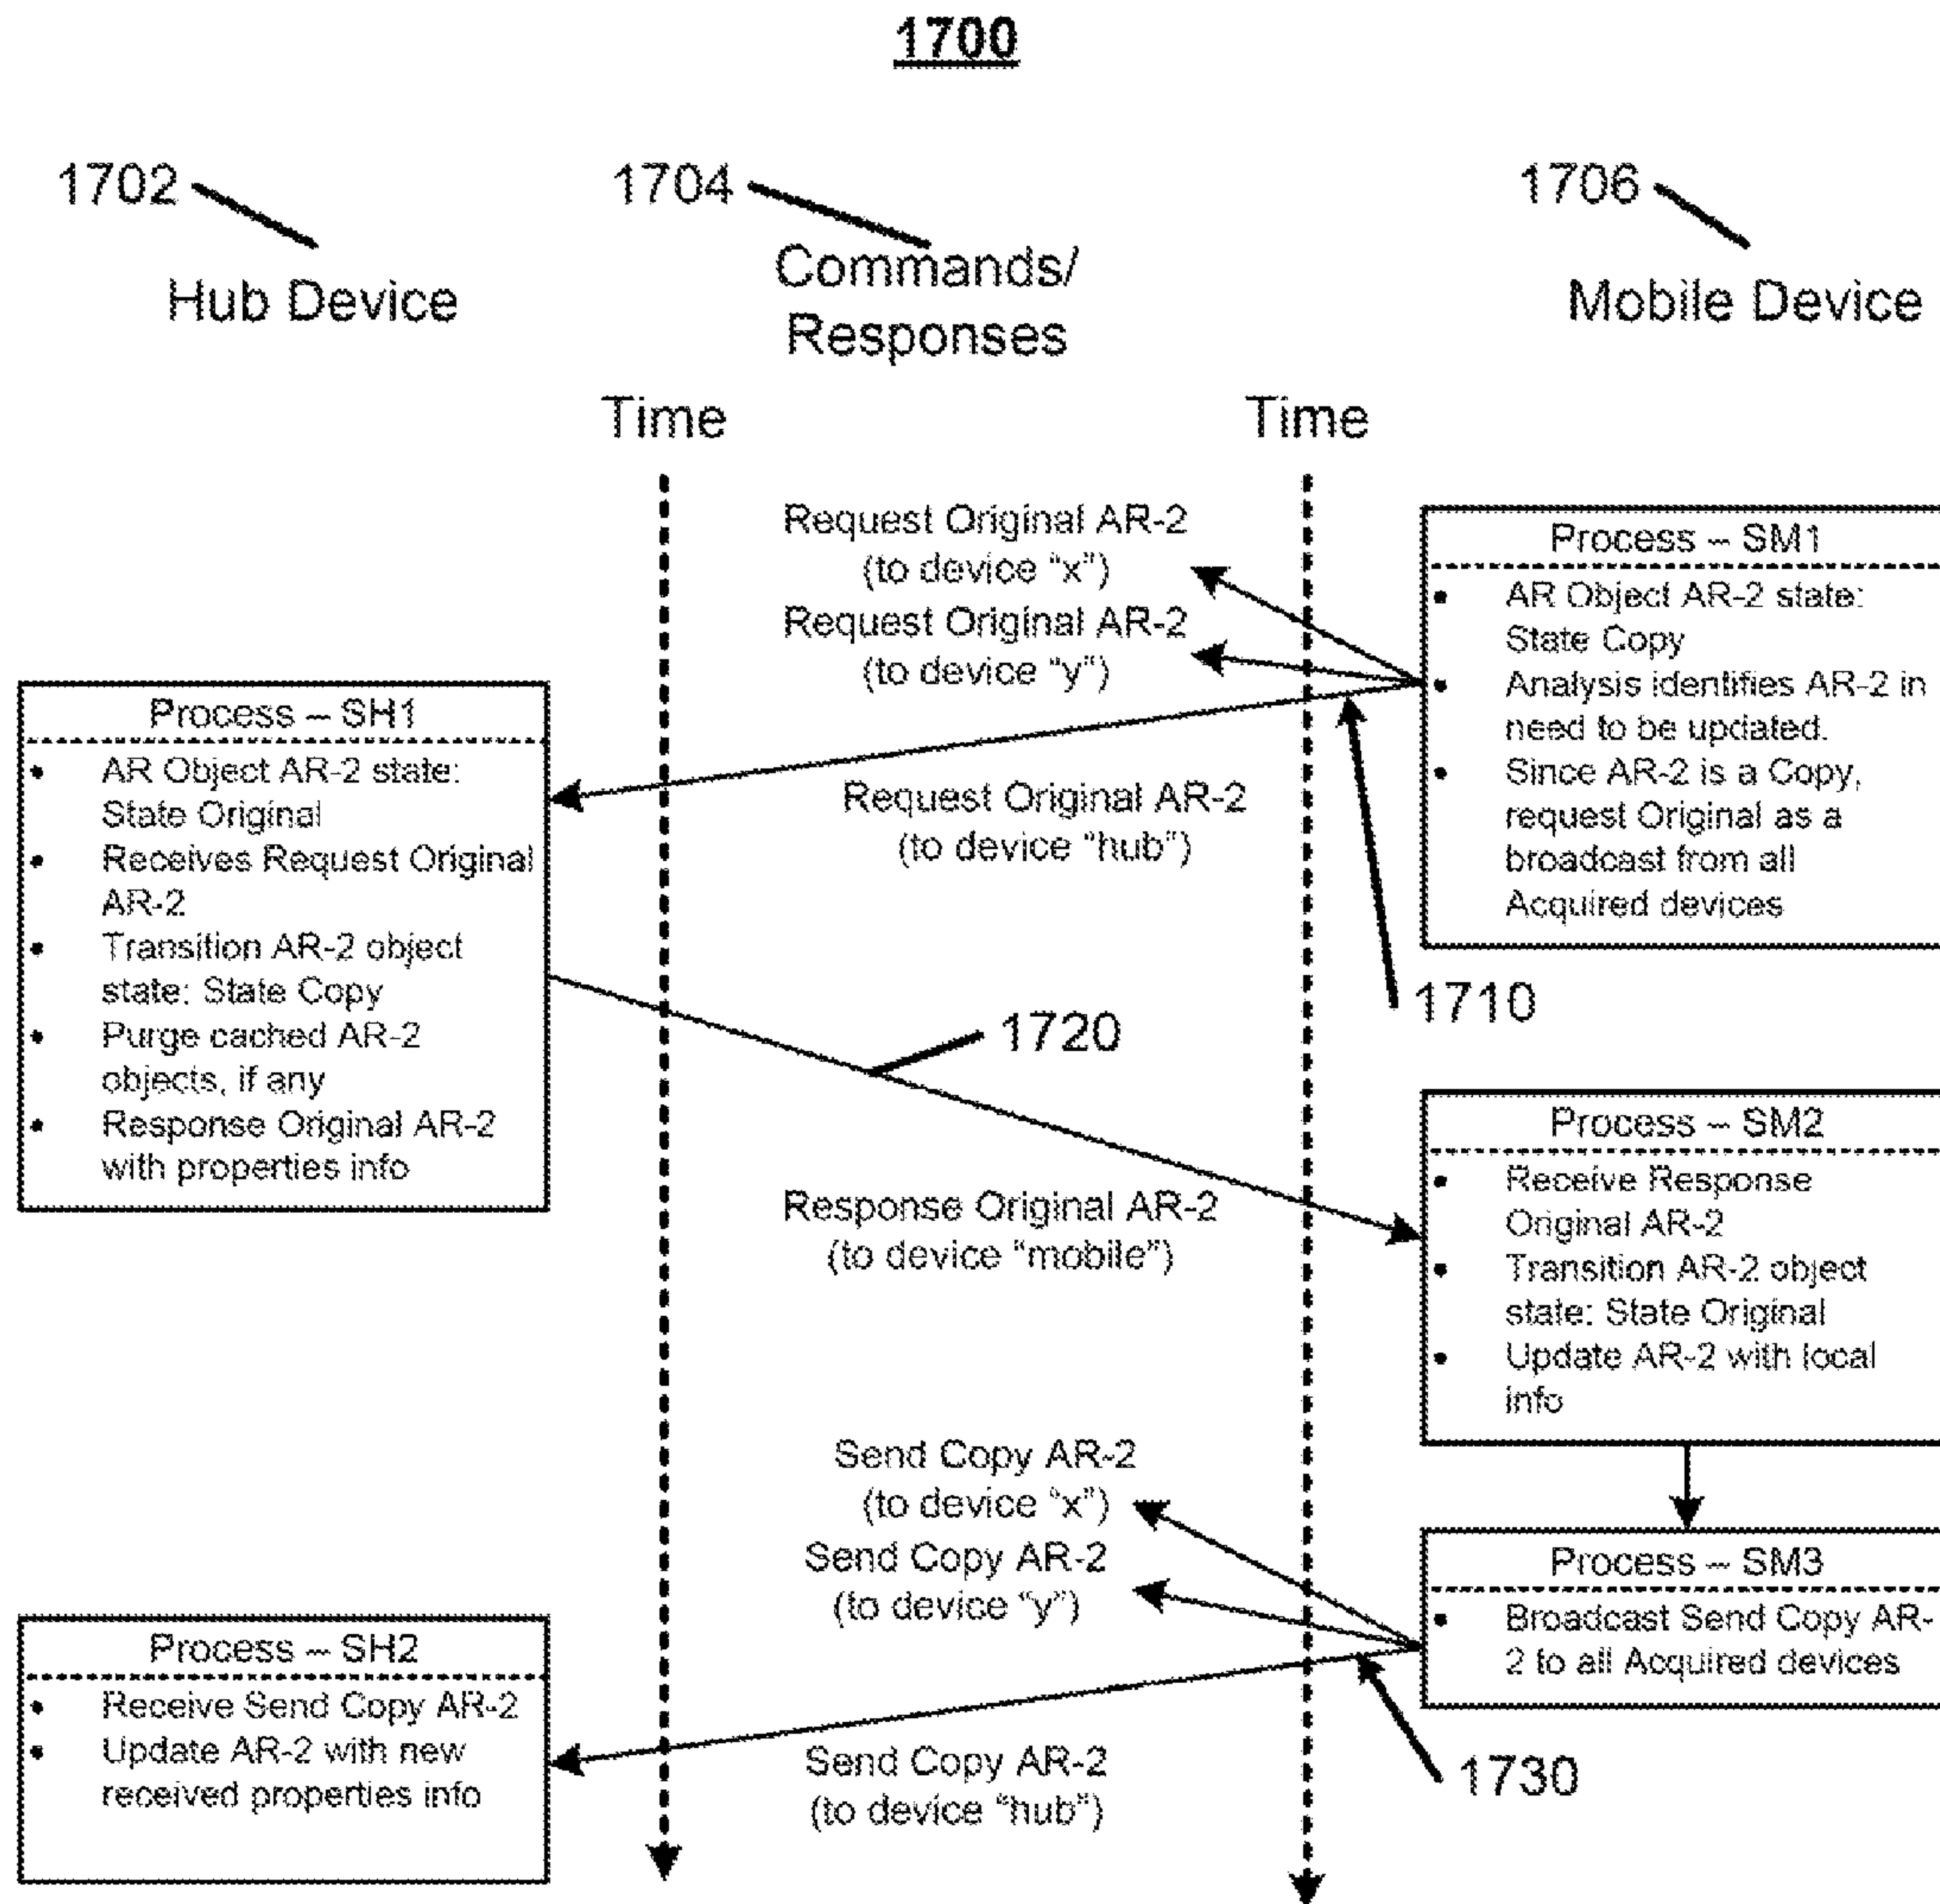 1700
1702
1704
1706
Hub Device
Commands/
Responses
Mobile Device
Time
Time
Request Original AR-2
(to device "x")
Request Original AR-2
(to device "y")
Request Original AR-2
(to device "hub")
Process – SM1
• AR Object AR-2 state:
State Copy
• Analysis identifies AR-2 in
need to be updated.
• Since AR-2 is a Copy,
request Original as a
broadcast from all
Acquired devices
1710
Process – SH1
• AR Object AR-2 state:
State Original
• Receives Request Original
AR-2
• Transition AR-2 object
state: State Copy
• Purge cached AR-2
objects, if any
• Response Original AR-2
with properties info
1720
Response Original AR-2
(to device "mobile")
Process – SM2
• Receive Response
Original AR-2
• Transition AR-2 object
state: State Original
• Update AR-2 with local
info
Send Copy AR-2
(to device "x")
Send Copy AR-2
(to device "y")
Send Copy AR-2
(to device "hub")
Process – SM3
• Broadcast Send Copy AR-
2 to all Acquired devices
1730
Process – SH2
• Receive Send Copy AR-2
• Update AR-2 with new
received properties info